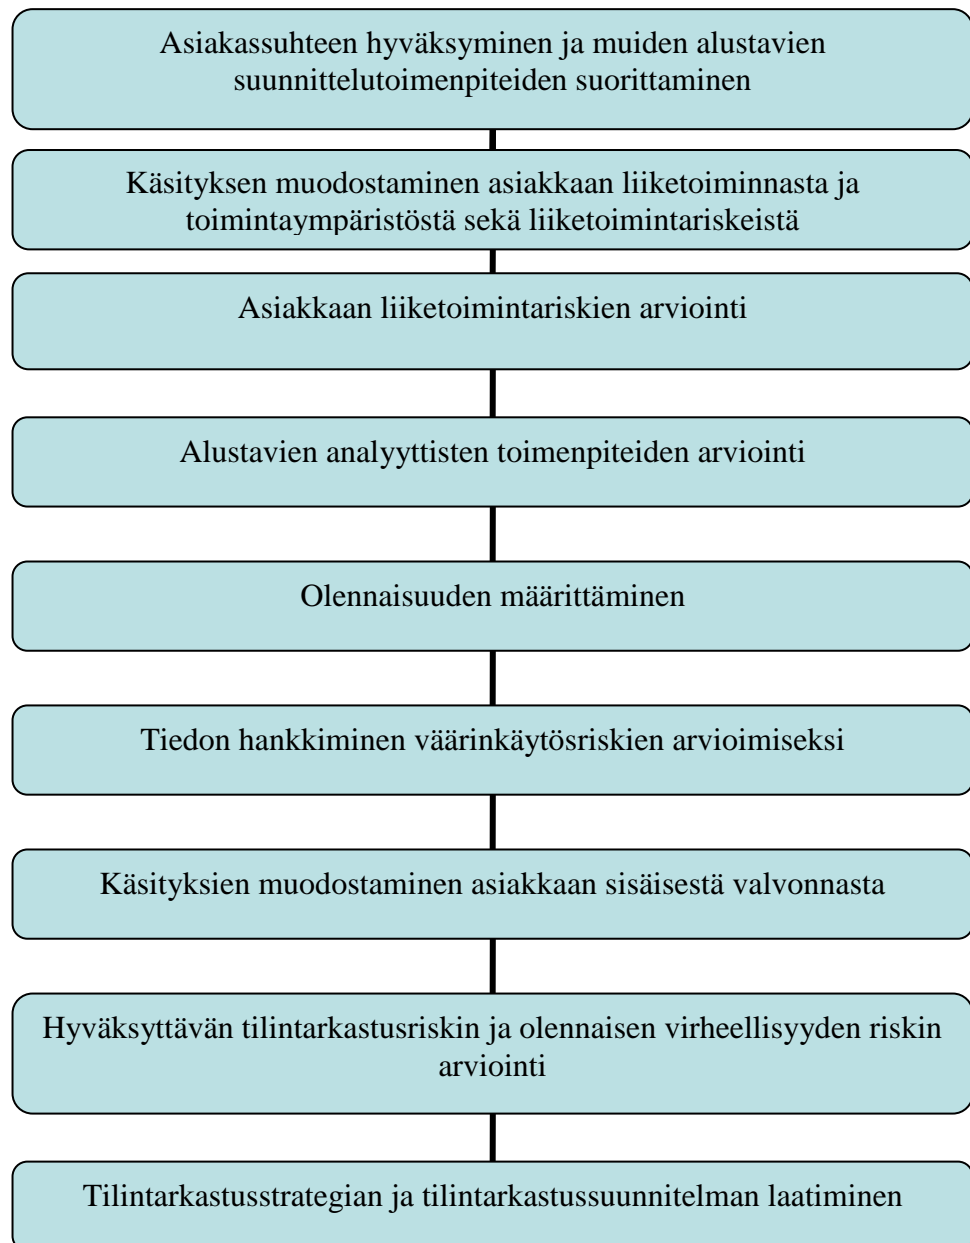 Asiakassuhteen hyväksyminen ja muiden alustavien
suunnittelutoimenpiteiden suorittaminen
Käsityksen muodostaminen asiakkaan liiketoiminnasta ja
toimintaympäristöstä sekä liiketoimintariskeistä
Asiakkaan liiketoimintariskien arviointi
Alustavien analyyttisten toimenpiteiden arviointi
Olennaisuuden määrittäminen
Tiedon hankkiminen väärinkäytösriskien arvioimiseksi
Käsityksien muodostaminen asiakkaan sisäisestä valvonnasta
Hyväksyttävän tilintarkastusriskin ja olennaisen virheellisyyden riskin
arviointi
Tilintarkastusstrategian ja tilintarkastussuunnitelman laatiminen